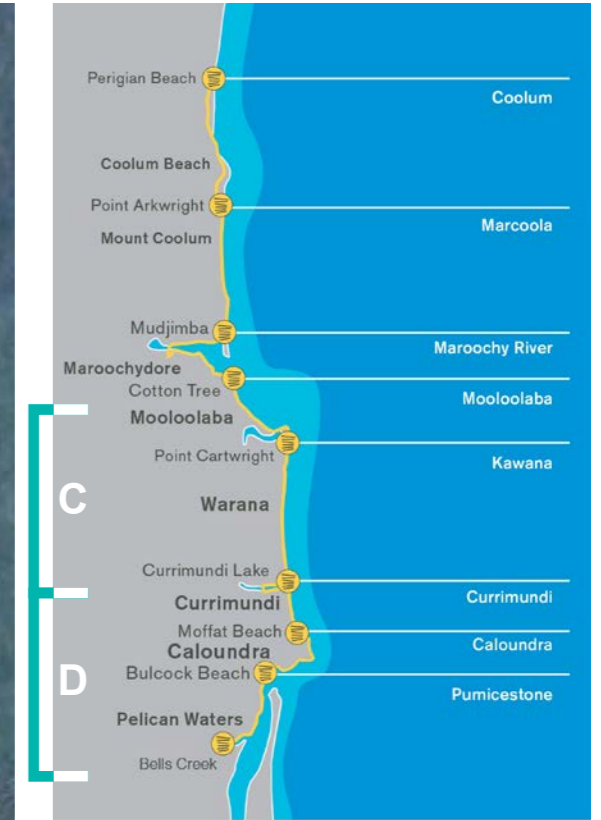 Perigian Beach
Coolum
Coolum Beach
Point Arkwright
Marcoola
Mount Coolum
Mudjimba
Maroochy River
Maroochydore
Cotton Tree
Mooloolaba
Mooloolaba
Point Cartwright
Kawana
C
Warana
Currimundi Lake
Currimundi
Currimundi
Moffat Beach
Caloundra
Caloundra
Bulcock Beach
D
Pumicestone
Pelican Waters
Bells Creek